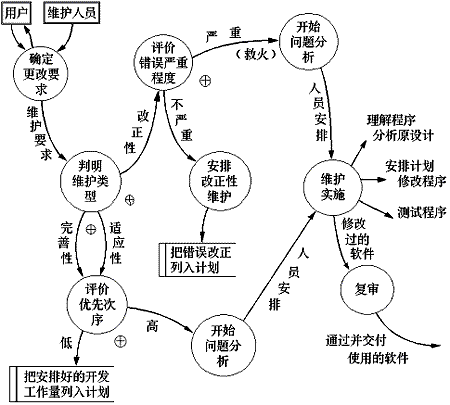 用户
维护人员
确定
更改要
求
维护要求
判明
维护类
型
改正性
评价
错误严重
程度
严重
(救火)
开始
问题分
析
不严重
安排
改正性
维护
把错误改正
列入计划
人员安排
维护
实施
理解程序
分析原设计
安排计划
修改程序
测试程序
修改
过的
软件
复审
通过并交付
使用的软件
完善性
适应性
评价
优先次
序
高
开始
问题分
析
人员安排
低
把安排好的开发
工作量列入计划